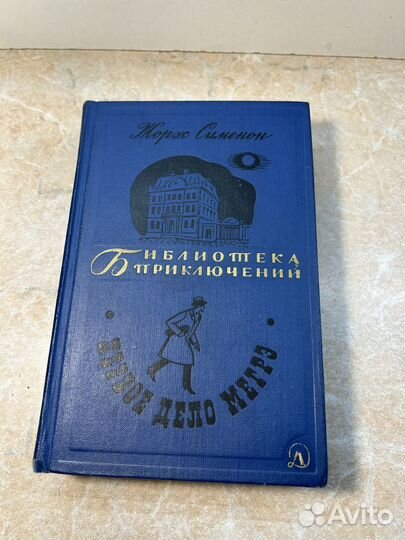 Жорж Сименон
БИБЛИОТЕКА
ПРИКЛЮЧЕНИЙ
ПЕРВОЕ ДЕЛО МЕГРЭ
Avito